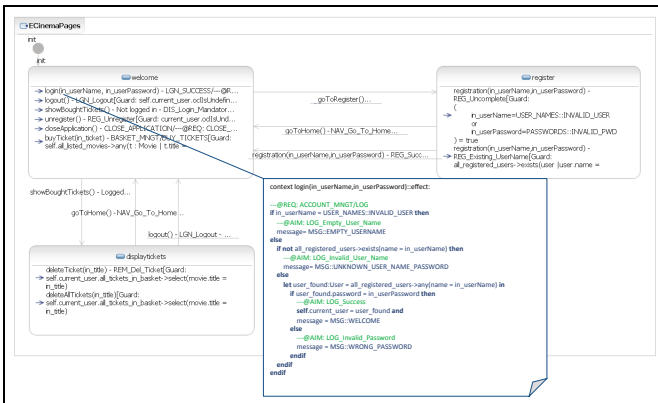 ECinemaPages
init
init
welcome
login(in_userName, in_userPassword) - LGN_SUCCESS/---@R...
logout() - LGN_Logout[Guard: self.current_user.oclIsUndefin...
showBoughtTickets() - Not logged in - DIS_Login_Mandator...
unregister() - REG_Unregister[Guard: current_user.oclIsUnd...
closeApplication() - CLOSE_APPLICATION/---@REQ: CLOSE_...
buyTicket(in_ticket) - BASKET_MNGT/BUY_TICKETS[Guard:
self.all_listed_movies->any(t : Movie | t.title =
goToRegister()...
goToHome() - NAV_Go_To_Home...
registration(in_userName,in_userPassword) - REG_Succ...
register
registration(in_userName,in_userPassword) -
REG_Uncomplete[Guard:
(
in_userName=USER_NAMES::INVALID_USER
or
in_userPassword=PASSWORDS::INVALID_PWD
) = true
registration(in_userName,in_userPassword) -
REG_Existing_UserName[Guard:
all_registered_users->exists(user |user.name =
showBoughtTickets() - Logged...
goToHome() - NAV_Go_To_Home...
logout() - LGN_Logout - ...
displaytickets
deleteTicket(in_title) - REM_Del_Ticket[Guard:
self.current_user.all_tickets_in_basket->select(movie.title =
in_title)
deleteAllTickets(in_title)[Guard:
self.current_user.all_tickets_in_basket->select(movie.title =
in_title)
context login(in_userName,in_userPassword)::effect:
---@REQ: ACCOUNT_MNGT/LOG
if in_userName = USER_NAMES::INVALID_USER then
---@AIM: LOG_Empty_User_Name
message= MSG::EMPTY_USERNAME
else
if not all_registered_users->exists(name = in_userName) then
---@AIM: LOG_Invalid_User_Name
message= MSG::UNKNOWN_USER_NAME_PASSWORD
else
let user_found:User = all_registered_users->any(name = in_userName) in
if user_found.password = in_userPassword then
---@AIM: LOG_Success
self.current_user = user_found and
message = MSG::WELCOME
else
---@AIM: LOG_Invalid_Password
message = MSG::WRONG_PASSWORD
endif
endif
endif